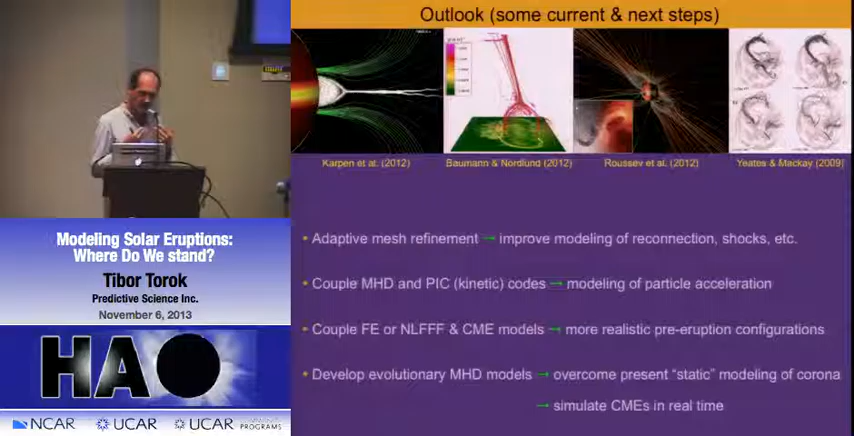 Outlook (some current & next steps)
Karpen et al. (2012)
Baumann & Nordlund (2012)
Roussev et al. (2012)
Yeates & Mackay (2009)
• Adaptive mesh refinement → improve modeling of reconnection, shocks, etc.
• Couple MHD and PIC (kinetic) codes → modeling of particle acceleration
• Couple FE or NLFFF & CME models → more realistic pre-eruption configurations
• Develop evolutionary MHD models → overcome present "static" modeling of corona
→ simulate CMEs in real time
Modeling Solar Eruptions:
Where Do We stand?
Tibor Torok
Predictive Science Inc.
November 6, 2013
HAO
NCAR
UCAR
UCAR
PROGRAMS